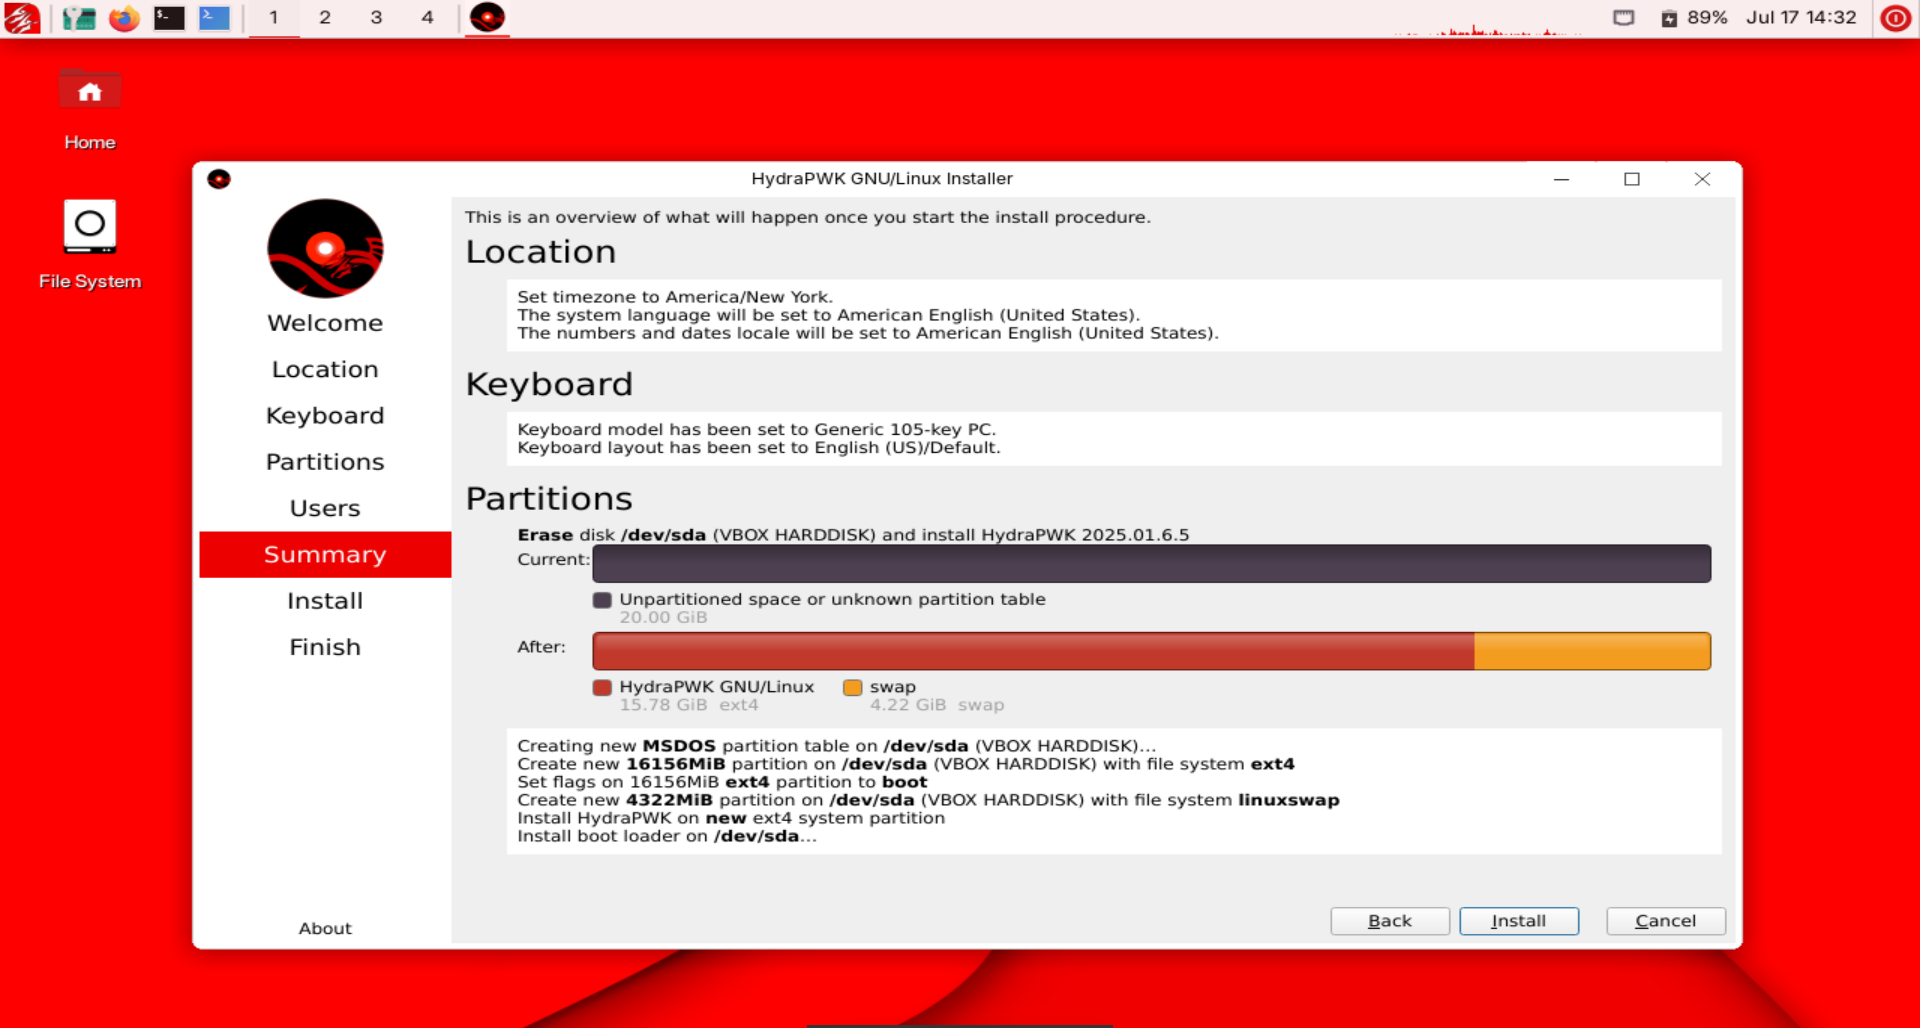 1 2 3 4
89% Jul 17 14:32
Home
File System
HydraPWK GNU/Linux Installer
Welcome
Location
Keyboard
Partitions
Users
Summary
Install
Finish
About
This is an overview of what will happen once you start the install procedure.
Location
Set timezone to America/New York.
The system language will be set to American English (United States).
The numbers and dates locale will be set to American English (United States).
Keyboard
Keyboard model has been set to Generic 105-key PC.
Keyboard layout has been set to English (US)/Default.
Partitions
Erase disk /dev/sda (VBOX HARDDISK) and install HydraPWK 2025.01.6.5
Current:
Unpartitioned space or unknown partition table
20.00 GiB
After:
HydraPWK GNU/Linux swap
15.78 GiB ext4 4.22 GiB swap
Creating new MSDOS partition table on /dev/sda (VBOX HARDDISK)...
Create new 16156MiB partition on /dev/sda (VBOX HARDDISK) with file system ext4
Set flags on 16156MiB ext4 partition to boot
Create new 4322MiB partition on /dev/sda (VBOX HARDDISK) with file system linuxswap
Install HydraPWK on new ext4 system partition
Install boot loader on /dev/sda...
Back Install Cancel